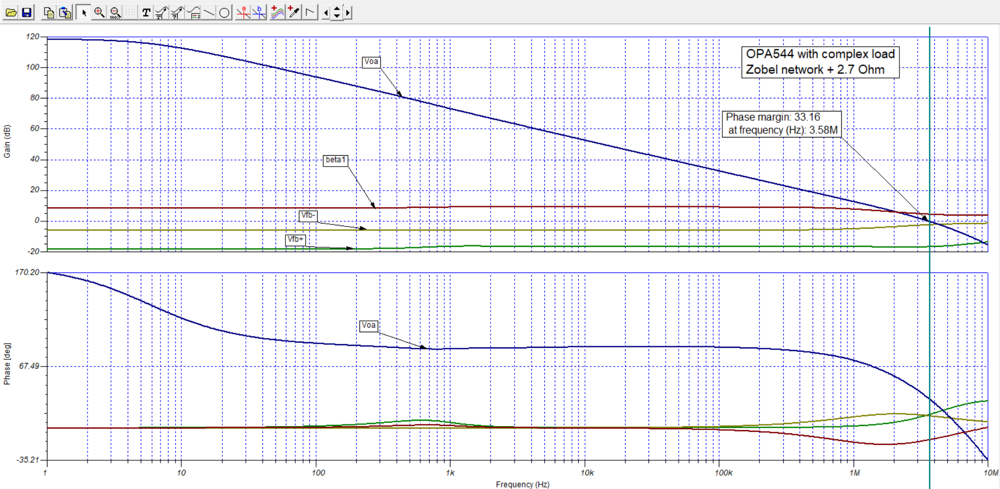 T
100%
T
?
a
b
120
100
80
60
40
20
0
-20
Gain (dB)
Voa
OPA544 with complex load
Zobel network + 2.7 Ohm
Phase margin: 33.16
at frequency (Hz): 3.58M
beta1
Vfb-
Vfb+
170.20
67.49
-35.21
Phase [deg]
Voa
1
10
100
1k
10k
100k
1M
10M
Frequency (Hz)